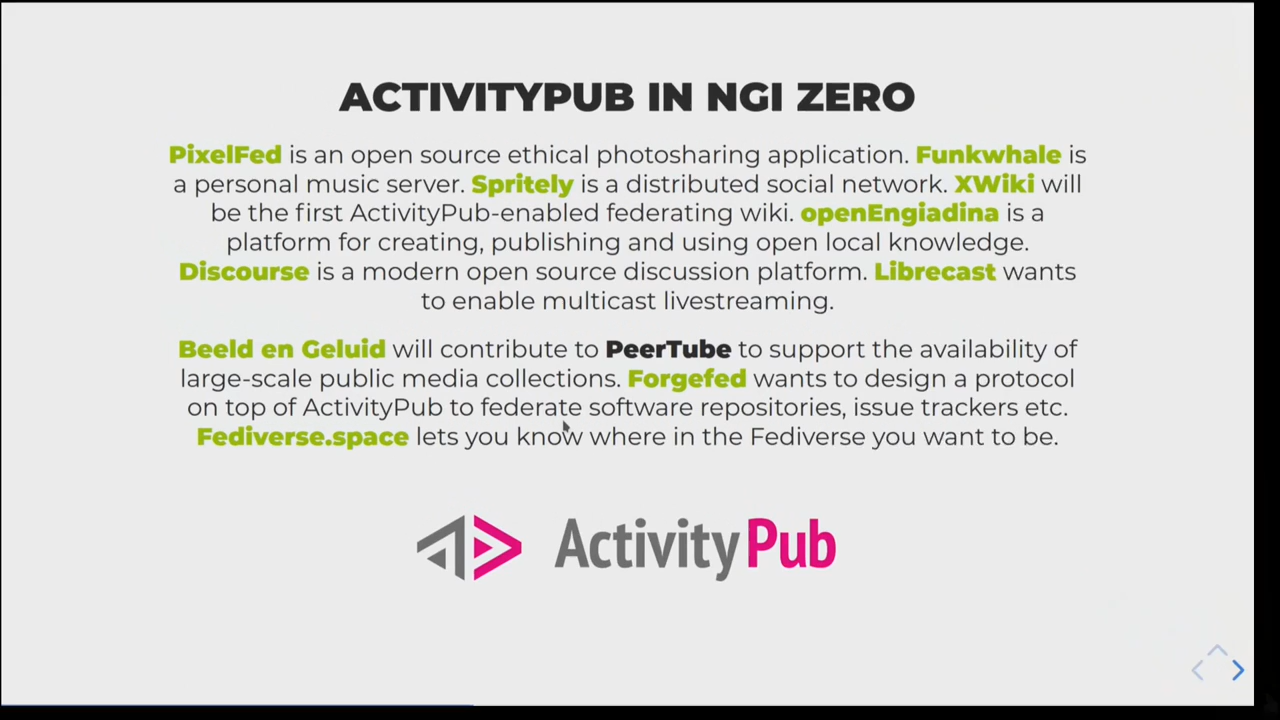 ACTIVITYPUB IN NGI ZERO
PixelFed is an open source ethical photosharing application. Funkwhale is
a personal music server. Spritely is a distributed social network. XWiki will
be the first ActivityPub-enabled federating wiki. openEngiadina is a
platform for creating, publishing and using open local knowledge.
Discourse is a modern open source discussion platform. Librecast wants
to enable multicast livestreaming.
Beeld en Geluid will contribute to PeerTube to support the availability of
large-scale public media collections. Forgefed wants to design a protocol
on top of ActivityPub to federate software repositories, issue trackers etc.
Fediverse.space lets you know where in the Fediverse you want to be.
ActivityPub